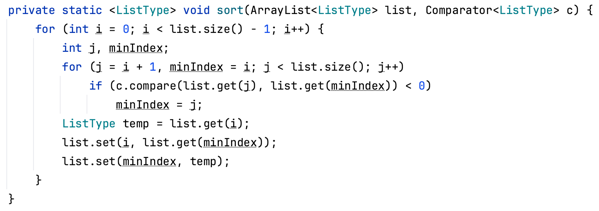 private static <ListType> void sort(ArrayList<ListType> list, Comparator<ListType> c) {
    for (int i = 0; i < list.size() - 1; i++) {
        int j, minIndex;
        for (j = i + 1, minIndex = i; j < list.size(); j++)
            if (c.compare(list.get(j), list.get(minIndex)) < 0)
                minIndex = j;
        ListType temp = list.get(i);
        list.set(i, list.get(minIndex));
        list.set(minIndex, temp);
    }
}